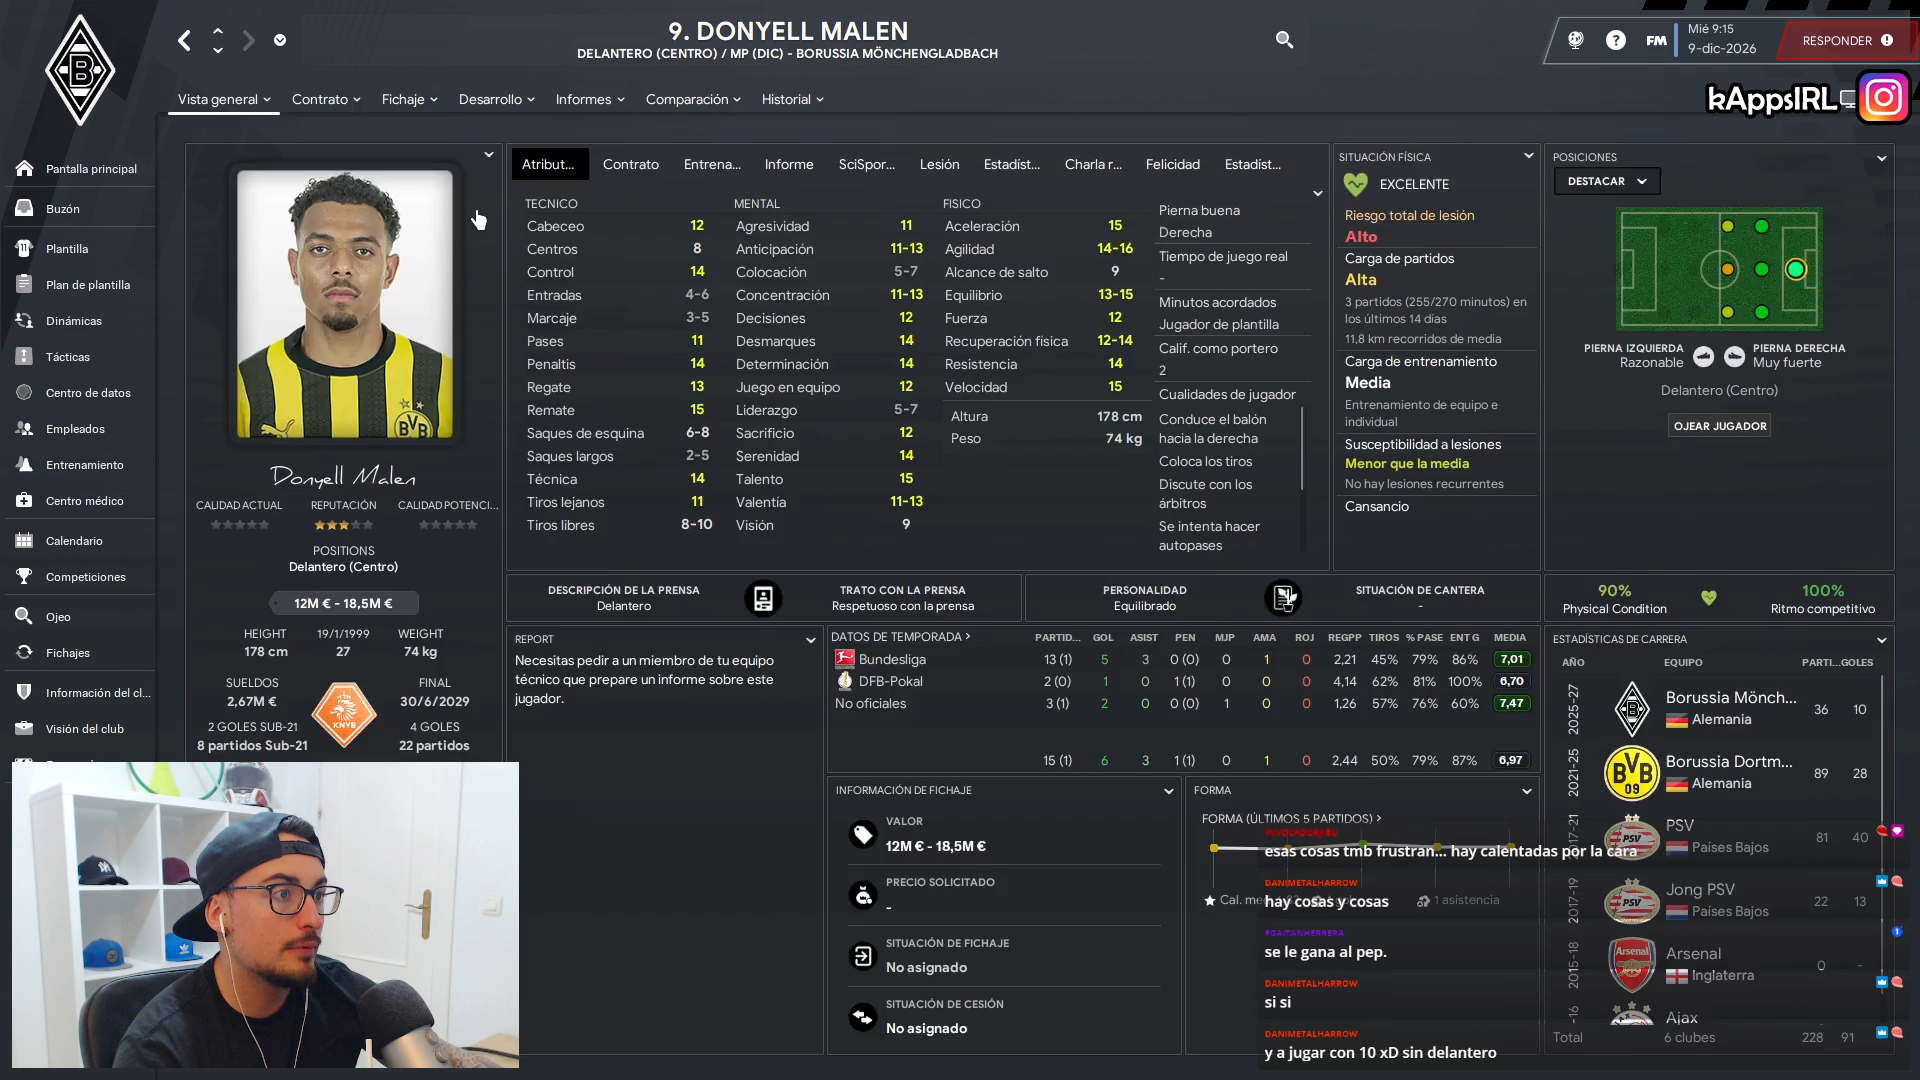 9. DONYELL MALEN
DELANTERO (CENTRO) / MP (DIC) - BORUSSIA MÖNCHENGLADBACH
Mié 9:15
9-dic-2026
FM
RESPONDER
kAppsIRL
Vista general
Contrato
Fichaje
Desarrollo
Informes
Comparación
Historial
Pantalla principal
Buzón
Plantilla
Plan de plantilla
Dinámicas
Tácticas
Centro de datos
Empleados
Entrenamiento
Centro médico
Calendario
Competiciones
Ojeo
Fichajes
Información del cl...
Visión del club
Donyell Malen
CALIDAD ACTUAL
REPUTACIÓN
CALIDAD POTENCI...
POSITIONS
Delantero (Centro)
12M € - 18,5M €
HEIGHT 19/1/1999 WEIGHT
178 cm 27 74 kg
SUELDOS FINAL
2,67M € 30/6/2029
KNVB
2 GOLES SUB-21 4 GOLES
8 partidos Sub-21 22 partidos
Atribut... Contrato Entrena... Informe SciSpor... Lesión Estadíst... Charla r... Felicidad Estadíst...
TECNICO
Cabeceo 12
Centros 8
Control 14
Entradas 4-6
Marcaje 3-5
Pases 11
Penaltis 14
Regate 13
Remate 15
Saques de esquina 6-8
Saques largos 2-5
Técnica 14
Tiros lejanos 11
Tiros libres 8-10
MENTAL
Agresividad 11
Anticipación 11-13
Colocación 5-7
Concentración 11-13
Decisiones 12
Desmarques 14
Determinación 14
Juego en equipo 12
Liderazgo 5-7
Sacrificio 12
Serenidad 14
Talento 15
Valentía 11-13
Visión 9
FISICO
Aceleración 15
Agilidad 14-16
Alcance de salto 9
Equilibrio 13-15
Fuerza 12
Recuperación física 12-14
Resistencia 14
Velocidad 15
Altura 178 cm
Peso 74 kg
Pierna buena
Derecha
Tiempo de juego real
-
Minutos acordados
Jugador de plantilla
Calif. como portero
2
Cualidades de jugador
Conduce el balón
hacia la derecha
Coloca los tiros
Discute con los
árbitros
Se intenta hacer
autopases
SITUACIÓN FÍSICA
EXCELENTE
Riesgo total de lesión
Alto
Carga de partidos
Alta
3 partidos (255/270 minutos) en
los últimos 14 días
11,8 km recorridos de media
Carga de entrenamiento
Media
Entrenamiento de equipo e
individual
Susceptibilidad a lesiones
Menor que la media
No hay lesiones recurrentes
Cansancio
POSICIONES
DESTACAR
PIERNA IZQUIERDA PIERNA DERECHA
Razonable Muy fuerte
Delantero (Centro)
OJEAR JUGADOR
DESCRIPCIÓN DE LA PRENSA
Delantero
TRATO CON LA PRENSA
Respetuoso con la prensa
PERSONALIDAD
Equilibrado
SITUACIÓN DE CANTERA
-
90%
Physical Condition
100%
Ritmo competitivo
REPORT
Necesitas pedir a un miembro de tu equipo
técnico que prepare un informe sobre este
jugador.
DATOS DE TEMPORADA > PARTID... GOL ASIST PEN MJP AMA ROJ REGPP TIROS % PASE ENT G MEDIA
Bundesliga 13 (1) 5 3 0 (0) 0 1 0 2,21 45% 79% 86% 7,01
DFB-Pokal 2 (0) 1 0 1 (1) 0 0 0 4,14 62% 81% 100% 6,70
No oficiales 3 (1) 2 0 0 (0) 1 0 0 1,26 57% 76% 60% 7,47
15 (1) 6 3 1 (1) 0 1 0 2,44 50% 79% 87% 6,97
INFORMACIÓN DE FICHAJE
VALOR
12M € - 18,5M €
PRECIO SOLICITADO
-
SITUACIÓN DE FICHAJE
No asignado
SITUACIÓN DE CESIÓN
No asignado
FORMA
FORMA (ÚLTIMOS 5 PARTIDOS) >
esas cosas tmb frustran... hay calentadas por la cara
DANIMETALHARROW
hay cosas y cosas
1 asistencia
se le gana al pep.
DANIMETALHARROW
si si
DANIMETALHARROW
y a jugar con 10 xD sin delantero
ESTADÍSTICAS DE CARRERA
AÑO EQUIPO PARTI... GOLES
2025-27 Borussia Mönch... Alemania 36 10
2021-25 Borussia Dortm... Alemania 89 28
PSV Países Bajos 81 40
2017-19 Jong PSV Países Bajos 22 13
2015-18 Arsenal Inglaterra 0 -
-16 Ajax
Total 6 clubes 228 91